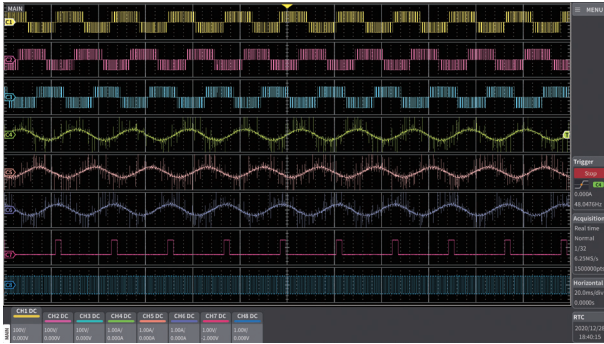 MAIN
MENU
C1
C2
C3
C4
T
C5
C6
C7
C8
Trigger
Stop
C4
0.000A
48.0476Hz
Acquisition
Real time
Normal
1/32
6.25MS/s
1500000pts
Horizontal
20.0ms/div
0.0000s
RTC
2020/12/28
18:40:15
MAIN
CH1 DC CH2 DC CH3 DC CH4 DC CH5 DC CH6 DC CH7 DC CH8 DC
100V/ 100V/ 100V/ 1.00A/ 1.00A/ 1.00A/ 1.00V/ 1.00V/
0.000V 0.000V 0.000V 0.000A 0.000A 0.000A 0.000V